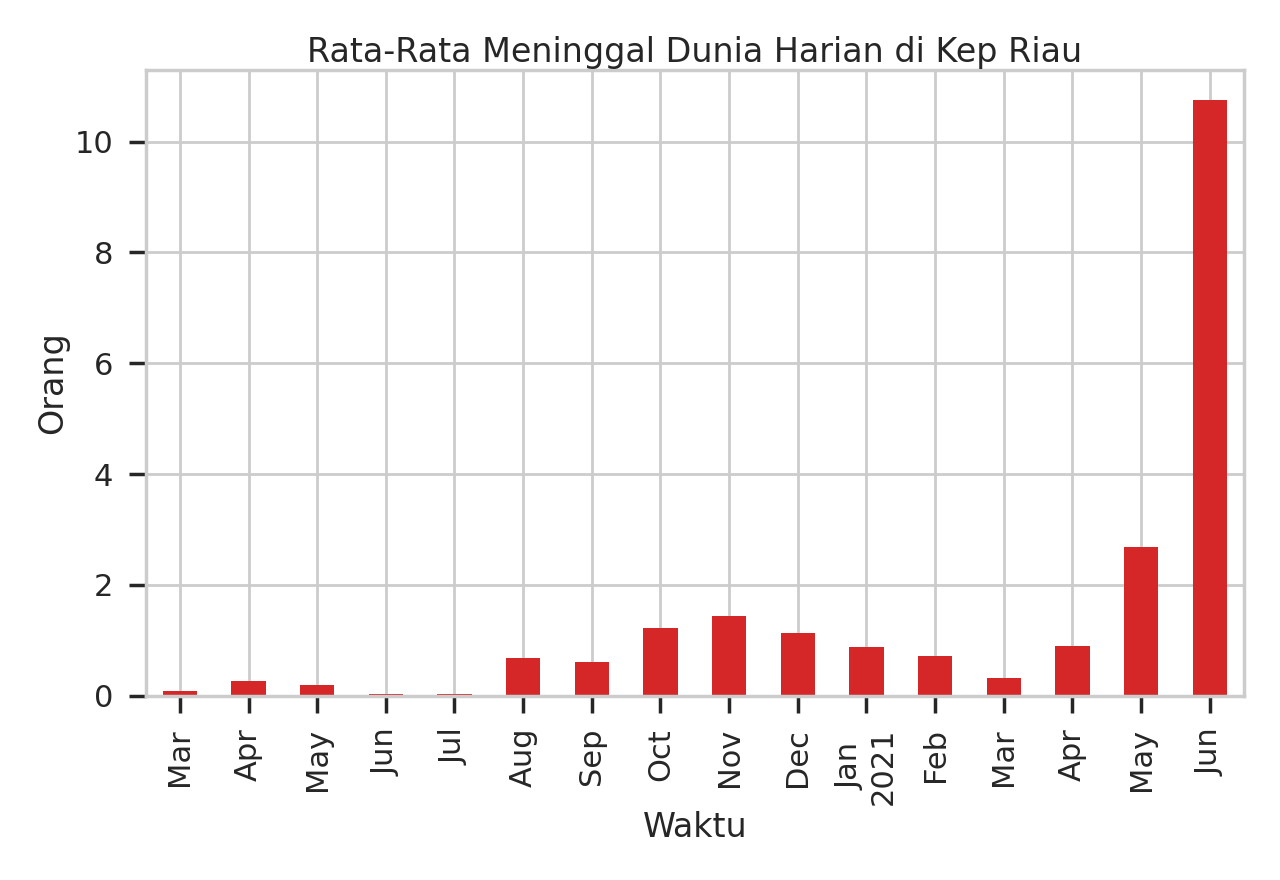 Rata-Rata Meninggal Dunia Harian di Kep Riau
10
8
6
4
2
0
Orang
Mar
Apr
May
Jun
Jul
Aug
Sep
Oct
Nov
Dec
Jan
2021
Feb
Mar
Apr
May
Jun
Waktu